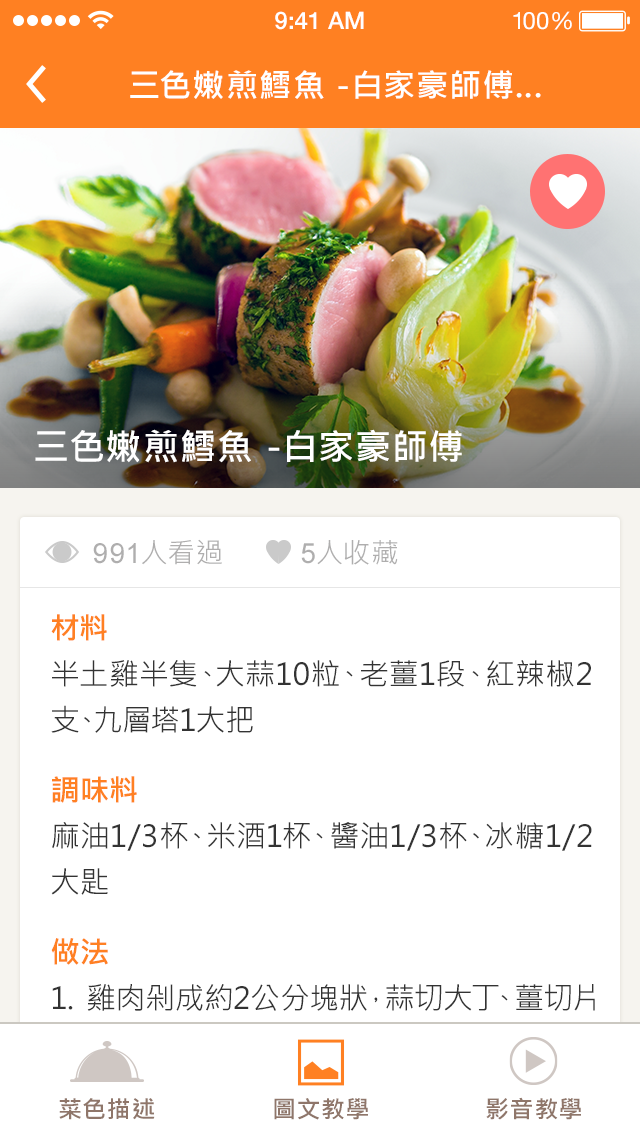 9:41 AM 100%
三色嫩煎鱈魚 -白家豪師傅...
三色嫩煎鱈魚 -白家豪師傅
991人看過 5人收藏
材料
半土雞半隻、大蒜10粒、老薑1段、紅辣椒2
支、九層塔1大把
調味料
麻油1/3杯、米酒1杯、醬油1/3杯、冰糖1/2
大匙
做法
1. 雞肉剁成約2公分塊狀，蒜切大丁、薑切片
菜色描述 圖文教學 影音教學